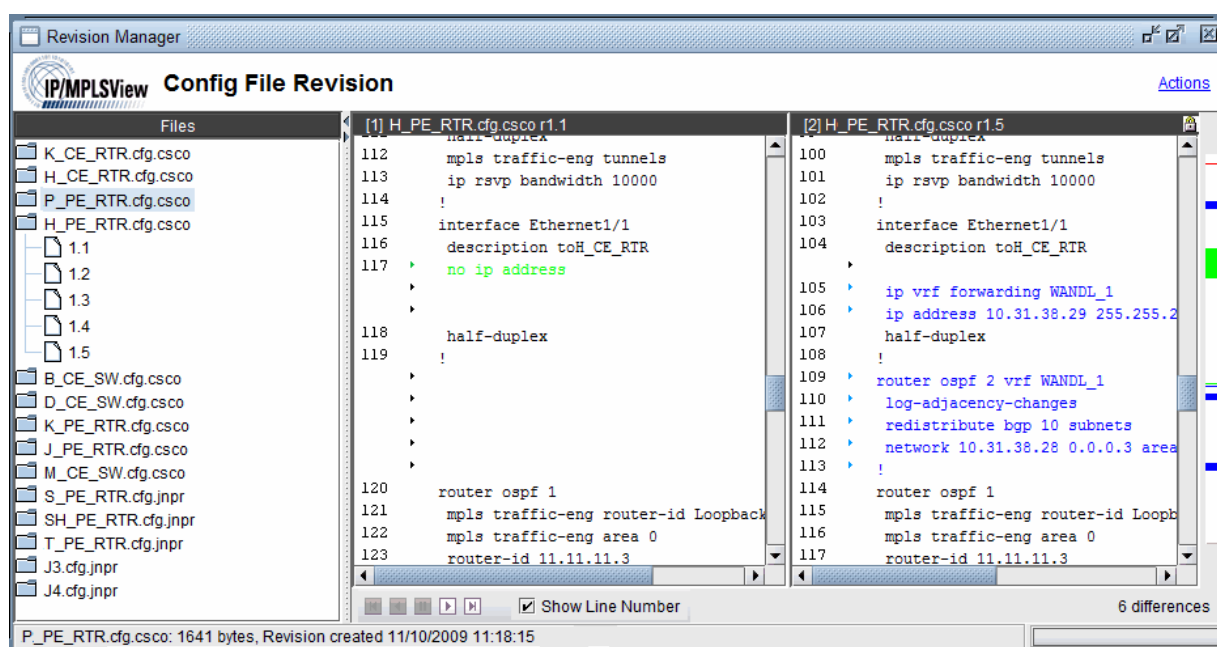 Revision Manager
IP/MPLSView Config File Revision
Actions
Files
K_CE_RTR.cfg.csco
H_CE_RTR.cfg.csco
P_PE_RTR.cfg.csco
H_PE_RTR.cfg.csco
1.1
1.2
1.3
1.4
1.5
B_CE_SW.cfg.csco
D_CE_SW.cfg.csco
K_PE_RTR.cfg.csco
J_PE_RTR.cfg.csco
M_CE_SW.cfg.csco
S_PE_RTR.cfg.jnpr
SH_PE_RTR.cfg.jnpr
T_PE_RTR.cfg.jnpr
J3.cfg.jnpr
J4.cfg.jnpr
[1] H_PE_RTR.cfg.csco r1.1
half-duplex
112 mpls traffic-eng tunnels
113 ip rsvp bandwidth 10000
114 !
115 interface Ethernet1/1
116 description toH_CE_RTR
117 no ip address
118 half-duplex
119 !
120 router ospf 1
121 mpls traffic-eng router-id Loopback
122 mpls traffic-eng area 0
123 router-id 11.11.11.3
[2] H_PE_RTR.cfg.csco r1.5
half-duplex
100 mpls traffic-eng tunnels
101 ip rsvp bandwidth 10000
102 !
103 interface Ethernet1/1
104 description toH_CE_RTR
105 ip vrf forwarding WANDL_1
106 ip address 10.31.38.29 255.255.2
107 half-duplex
108 !
109 router ospf 2 vrf WANDL_1
110 log-adjacency-changes
111 redistribute bgp 10 subnets
112 network 10.31.38.28 0.0.0.3 area
113 !
114 router ospf 1
115 mpls traffic-eng router-id Loopb
116 mpls traffic-eng area 0
117 router-id 11.11.11.3
Show Line Number
6 differences
P_PE_RTR.cfg.csco: 1641 bytes, Revision created 11/10/2009 11:18:15